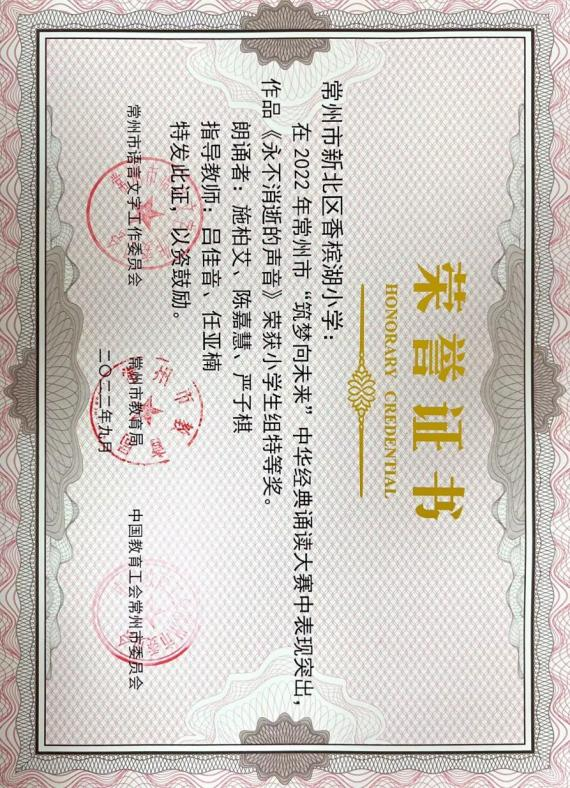 荣誉证书
HONORARY CREDENTIAL
常州市新北区香槟湖小学：
在 2022 年常州市“筑梦向未来”中华经典诵读大赛中表现突出，
作品《永不消逝的声音》荣获小学生组特等奖。
朗诵者：施柏艾、陈嘉慧、严子棋
指导教师：吕佳音、任亚楠
特发此证，以资鼓励。
常州市语言文字工作委员会
常州市教育局
中国教育工会常州市委员会
二〇二二年九月